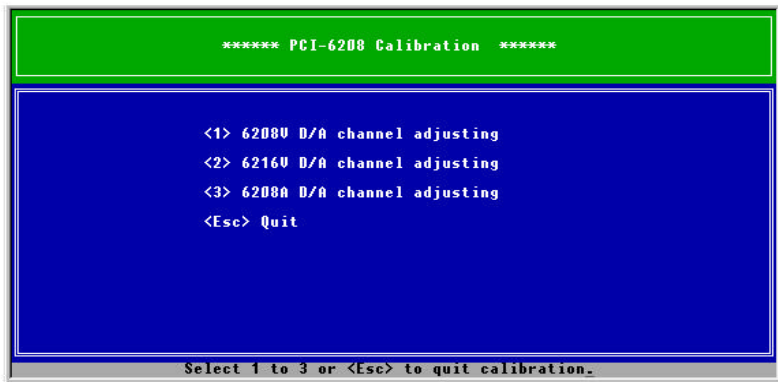 ****** PCI-6208 Calibration ******
<1> 6208V D/A channel adjusting
<2> 6216V D/A channel adjusting
<3> 6208A D/A channel adjusting
<Esc> Quit
Select 1 to 3 or <Esc> to quit calibration._